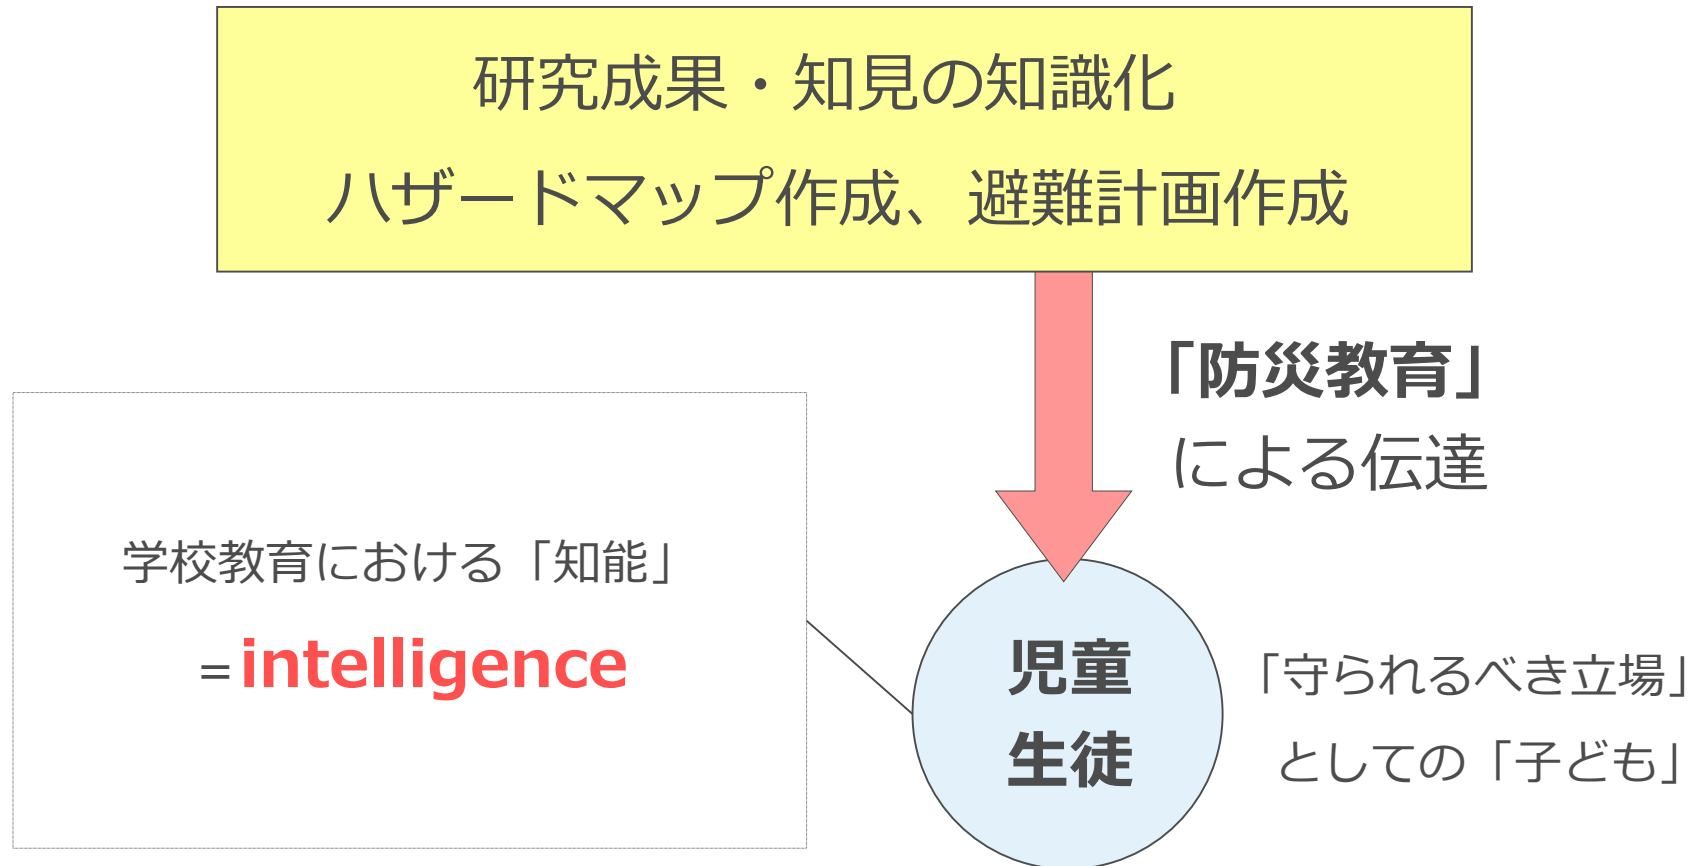 研究成果・知見の知識化
ハザードマップ作成、避難計画作成
「防災教育」
による伝達
学校教育における「知能」
=intelligence
児童
生徒
「守られるべき立場」
としての「子ども」